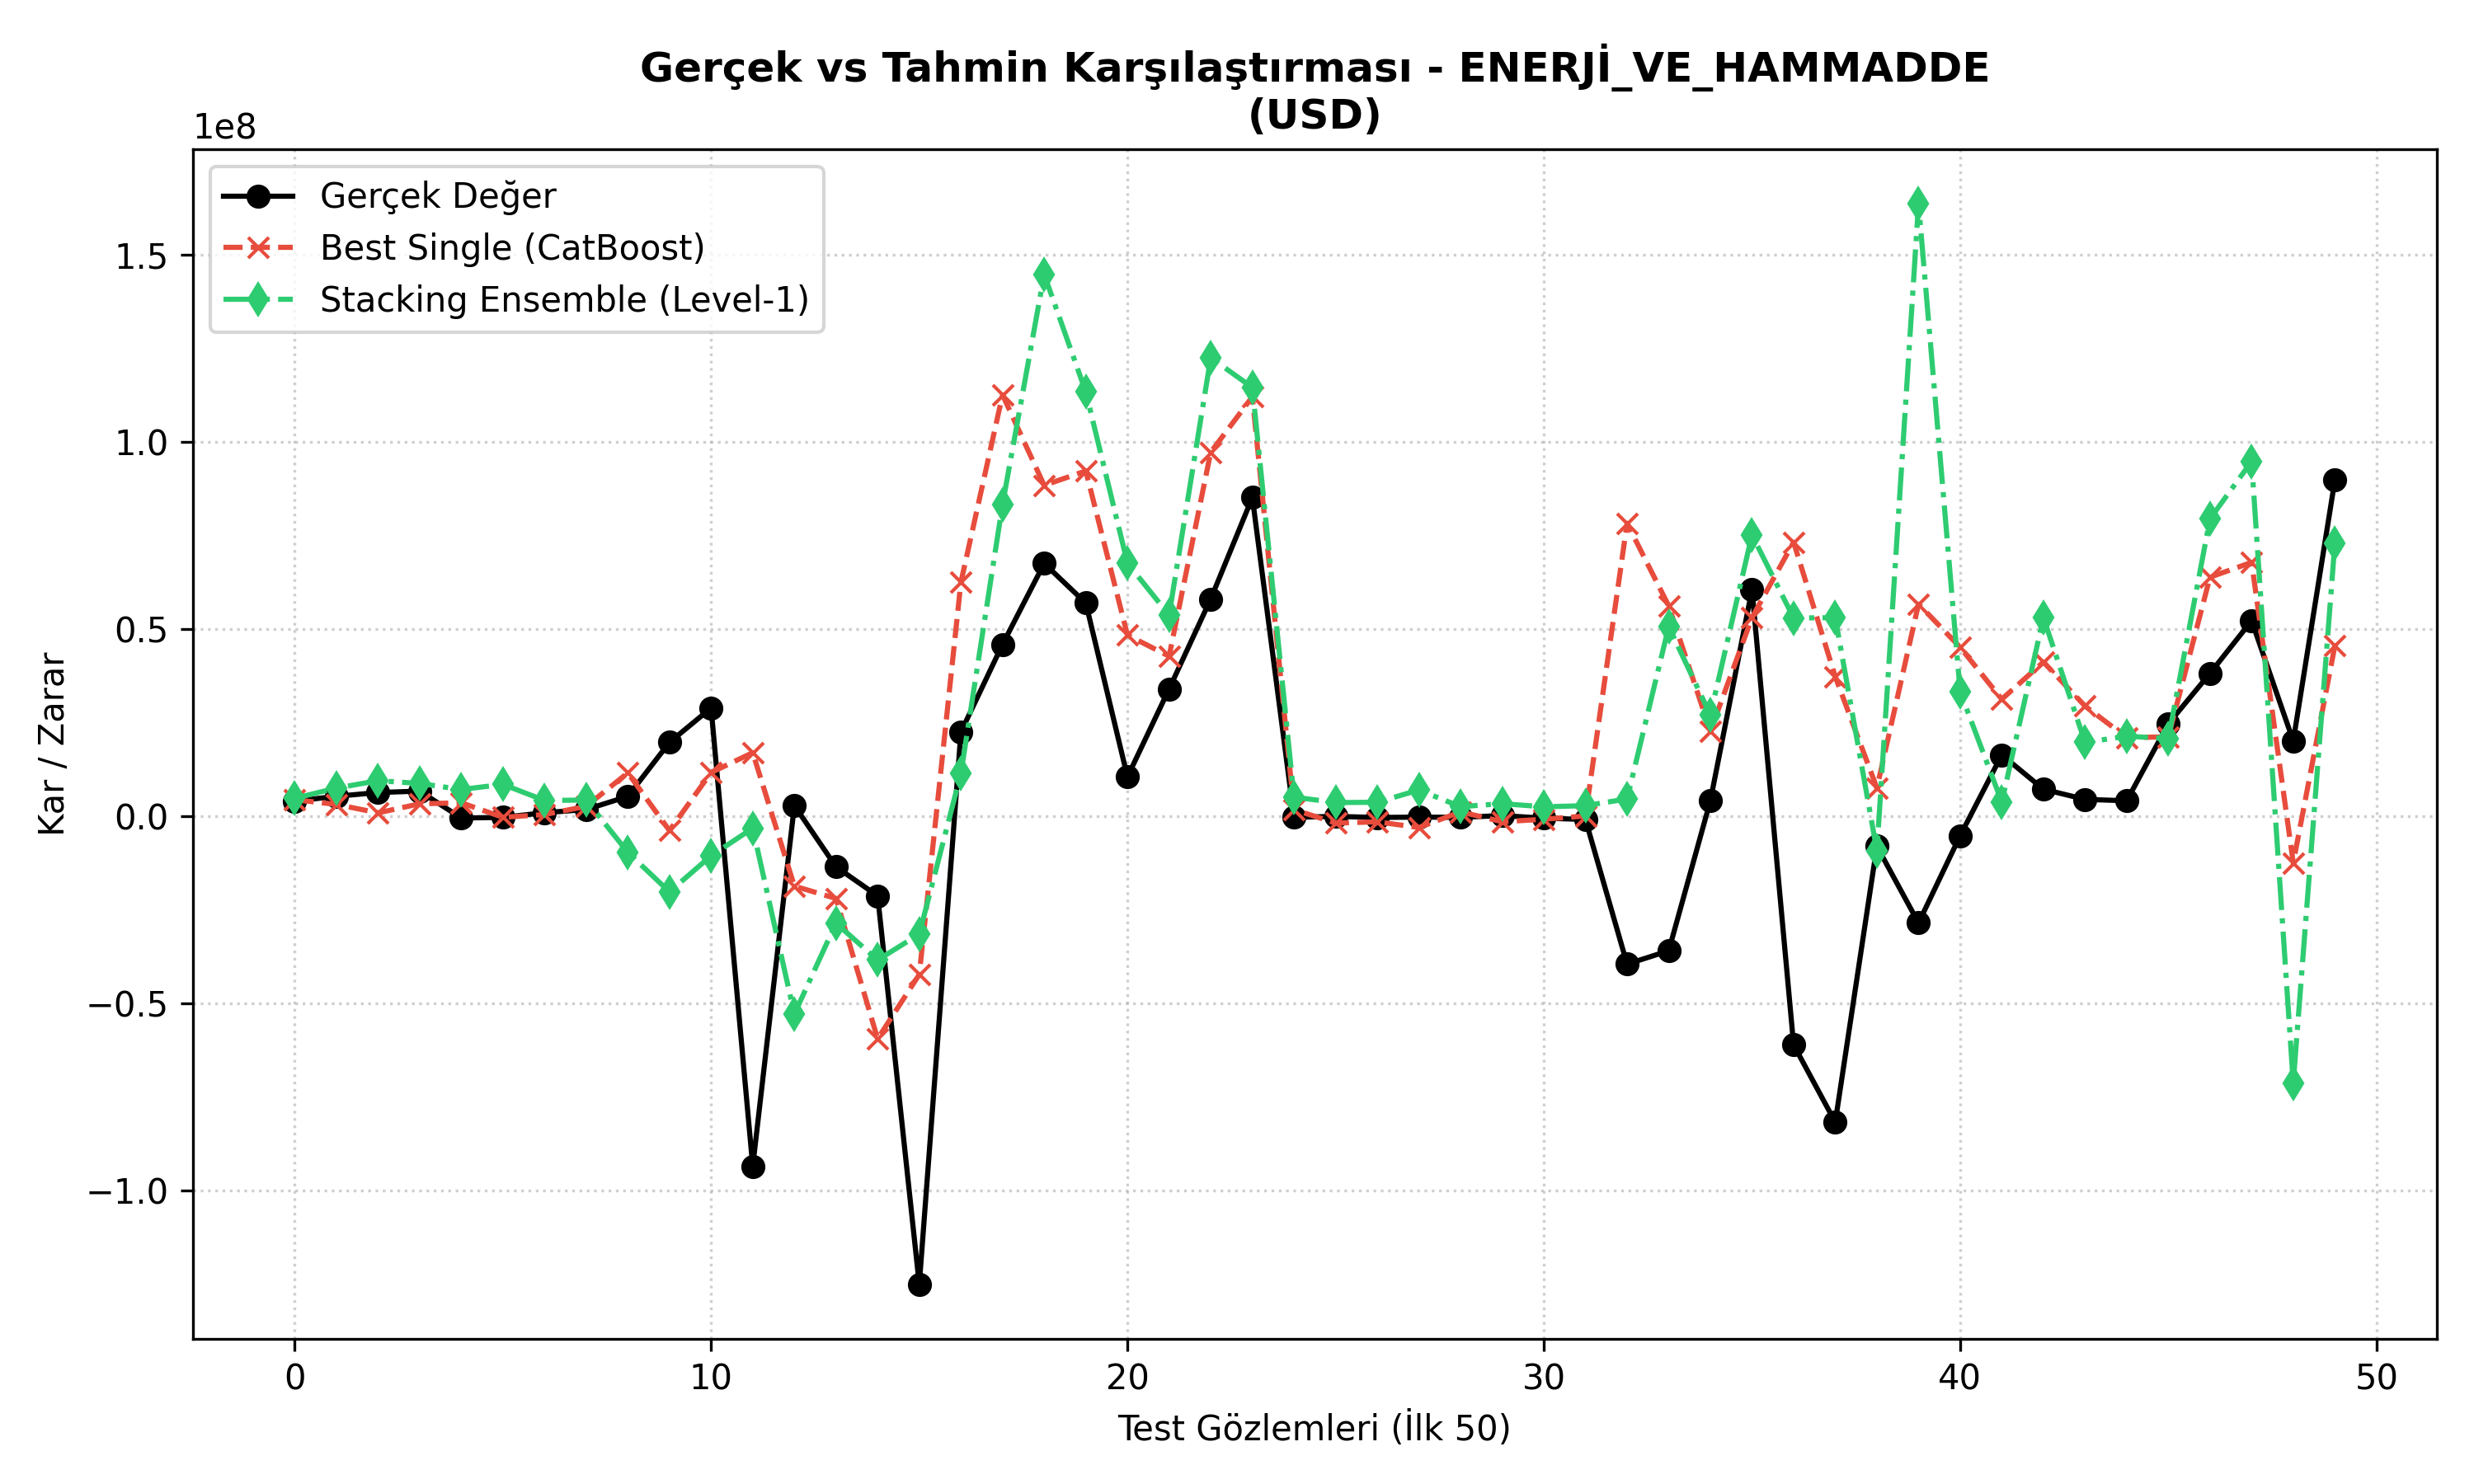 Gerçek vs Tahmin Karşılaştırması - ENERJİ_VE_HAMMADDE
(USD)
1e8
Gerçek Değer
Best Single (CatBoost)
Stacking Ensemble (Level-1)
1.5
1.0
0.5
0.0
−0.5
−1.0
Kar / Zarar
0 10 20 30 40 50
Test Gözlemleri (İlk 50)